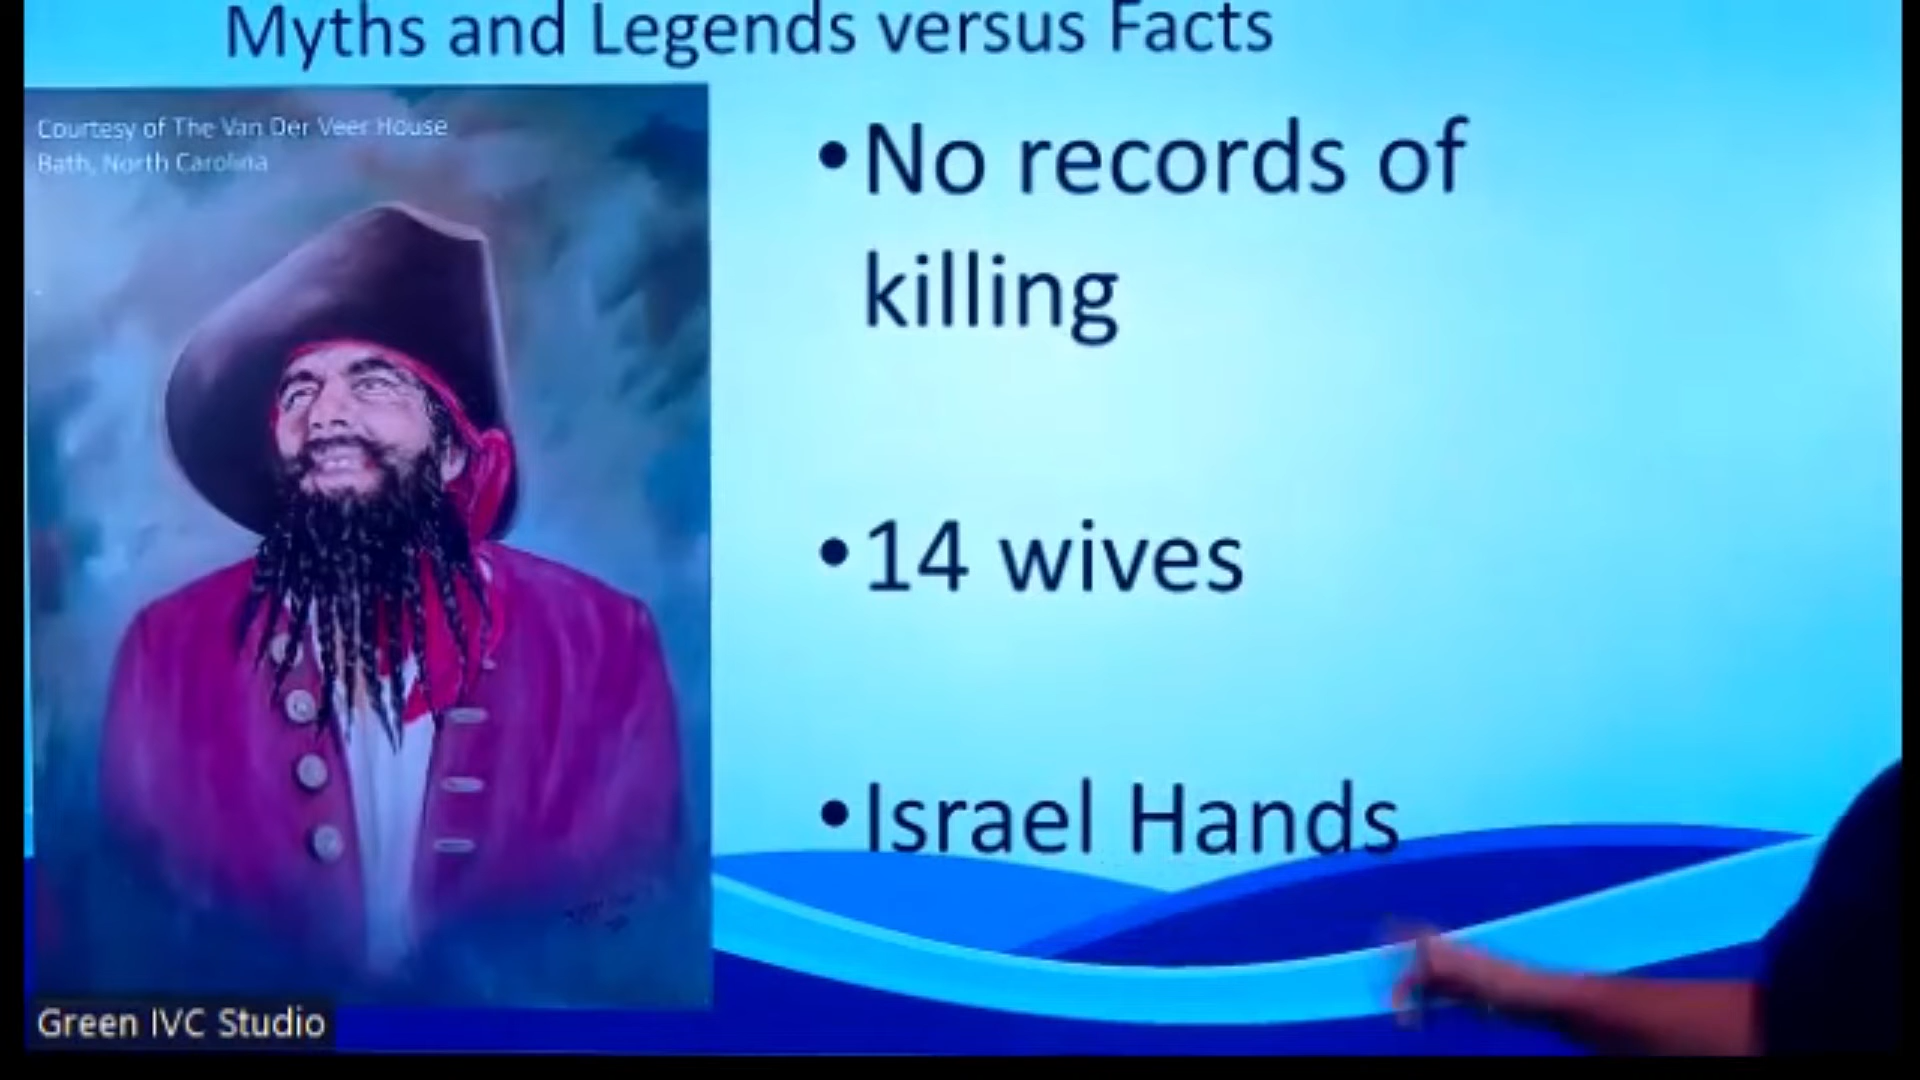 Myths and Legends versus Facts
Courtesy of The Van Der Veer House
Bath, North Carolina
•No records of
killing
•14 wives
•Israel Hands
Green IVC Studio